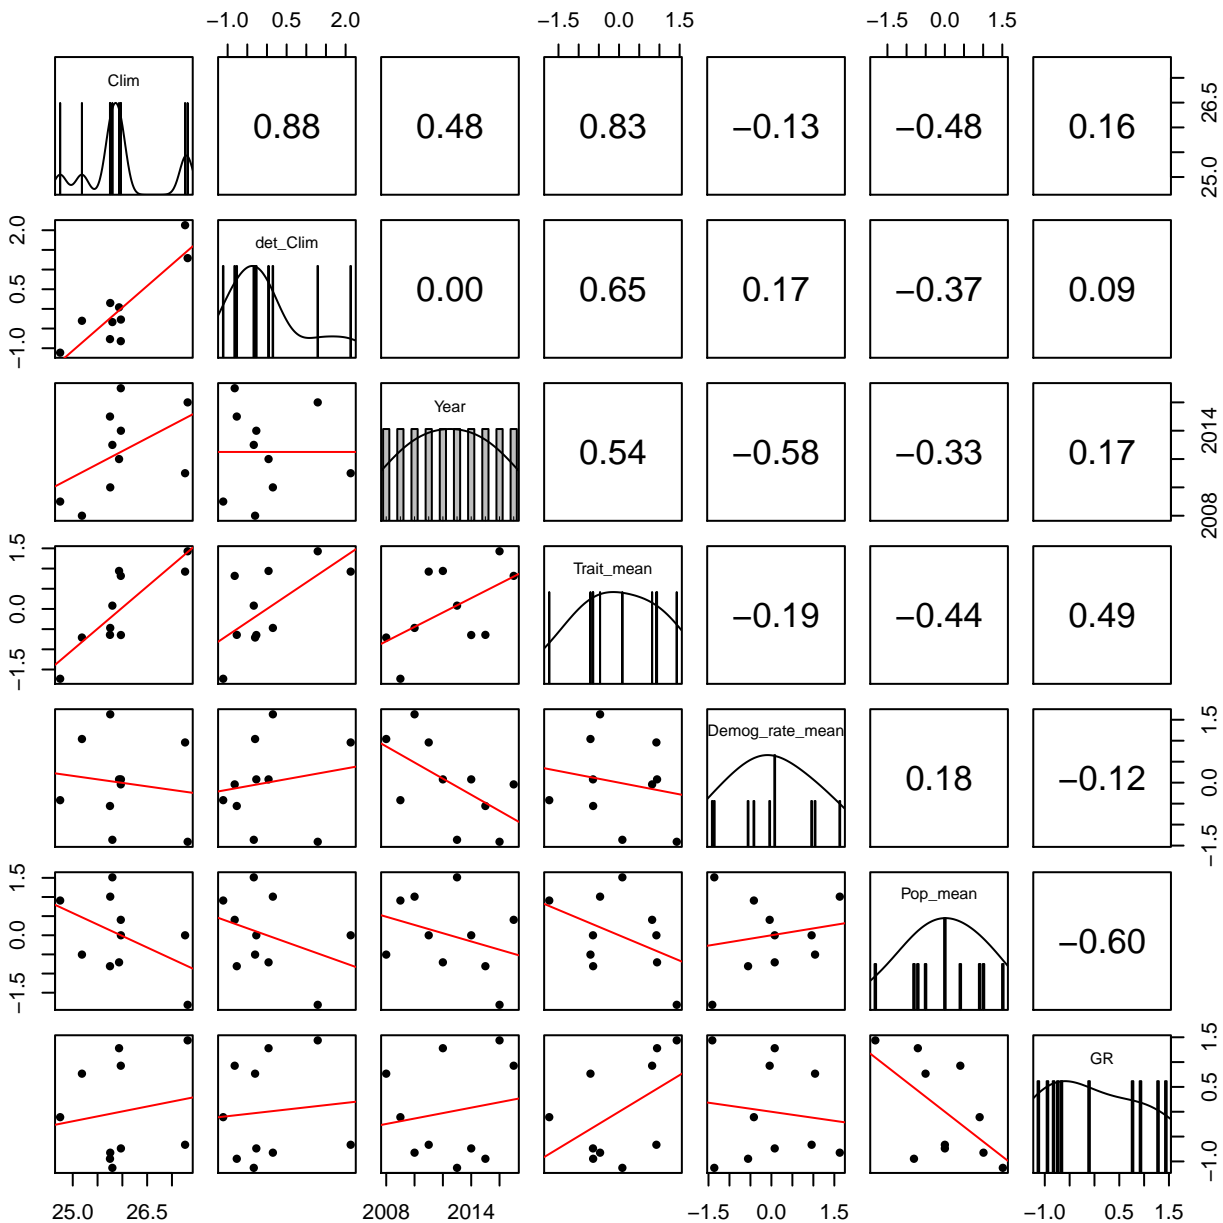 −1.0 0.5 2.0 −1.5 0.0 1.5 −1.5 0.0 1.5
Clim 0.88 0.48 0.83 −0.13 −0.48 0.16 25.0 26.5
−1.0 0.5 2.0 det_Clim 0.00 0.65 0.17 −0.37 0.09
Year 0.54 −0.58 −0.33 0.17 2008 2014
−1.5 0.0 1.5 Trait_mean −0.19 −0.44 0.49
Demog_rate_mean 0.18 −0.12 −1.5 0.0 1.5
−1.5 0.0 1.5 Pop_mean −0.60
GR −1.0 0.5 1.5
25.0 26.5 2008 2014 −1.5 0.0 1.5 −1.0 0.5 1.5